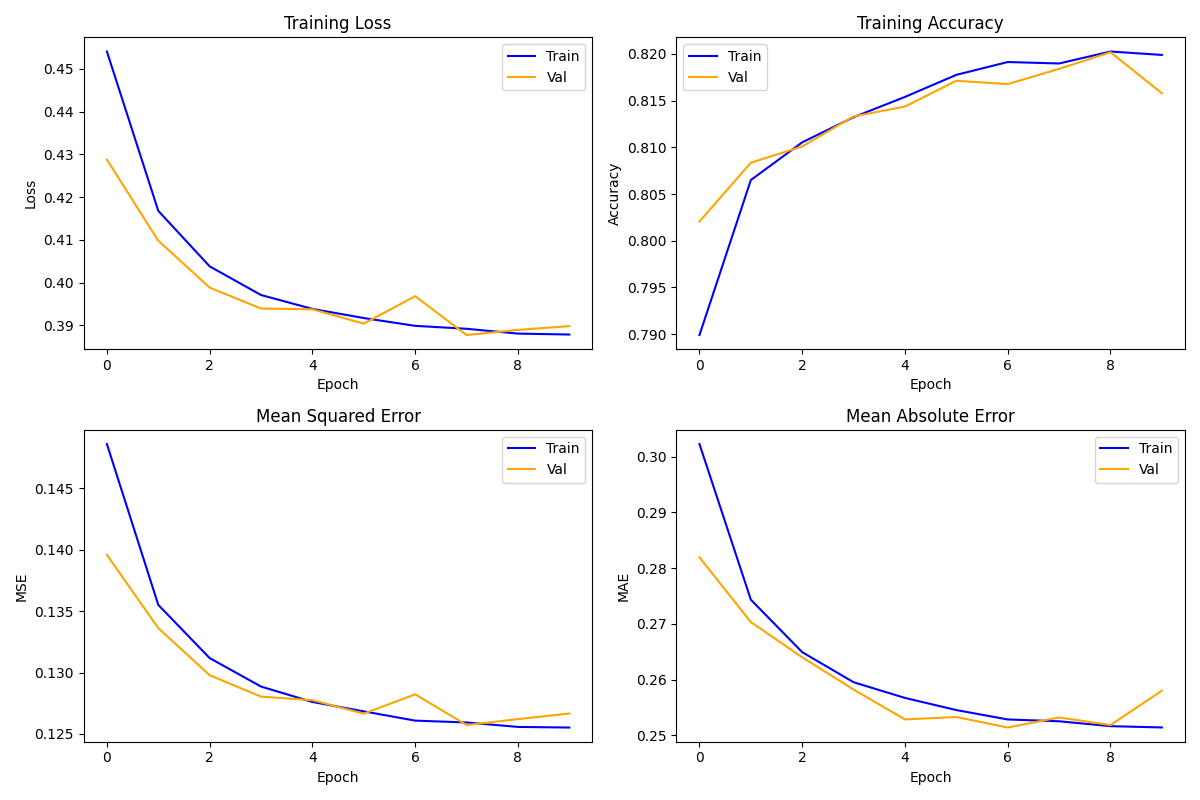 Training Loss
Train
Val
0.45
0.44
0.43
0.42
0.41
0.40
0.39
Loss
0 2 4 6 8
Epoch
Training Accuracy
Train
Val
0.820
0.815
0.810
0.805
0.800
0.795
0.790
Accuracy
0 2 4 6 8
Epoch
Mean Squared Error
Train
Val
0.145
0.140
0.135
0.130
0.125
MSE
0 2 4 6 8
Epoch
Mean Absolute Error
Train
Val
0.30
0.29
0.28
0.27
0.26
0.25
MAE
0 2 4 6 8
Epoch